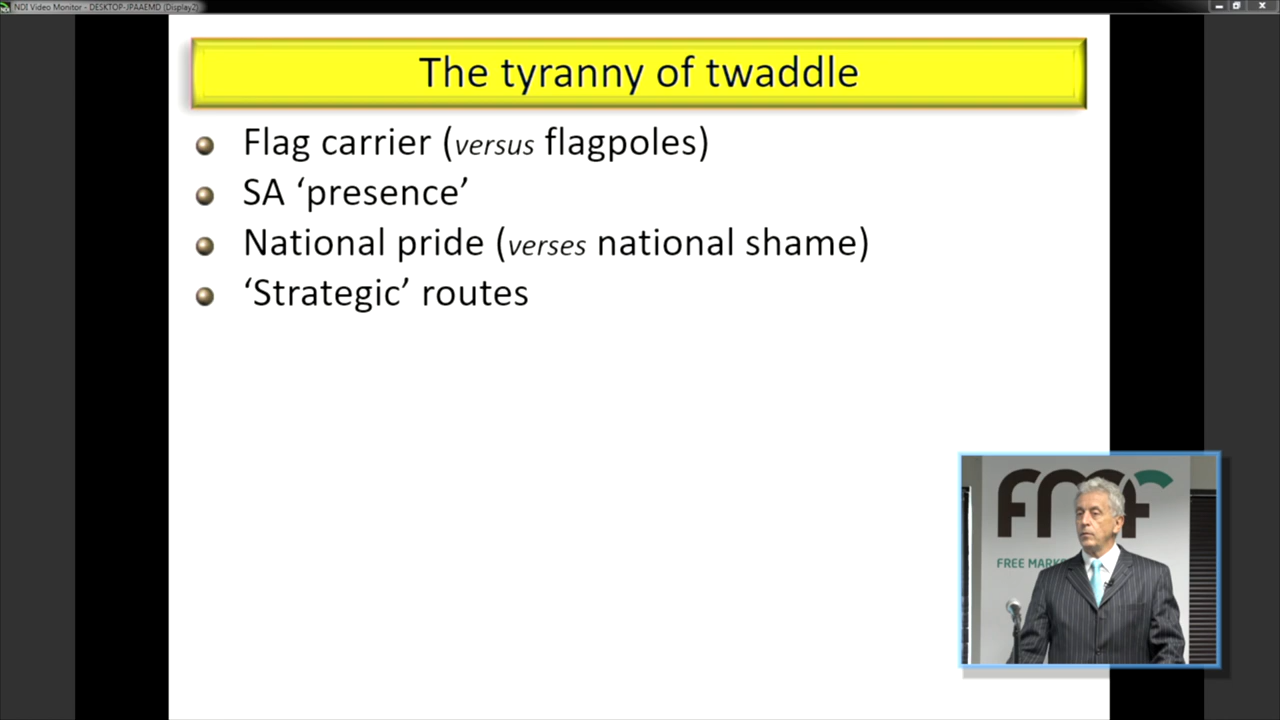 NDI Video Monitor - DESKTOP-JPAAEMD (Display2)
The tyranny of twaddle
Flag carrier (versus flagpoles)
SA ‘presence’
National pride (verses national shame)
‘Strategic’ routes
FMF
FREE MARK